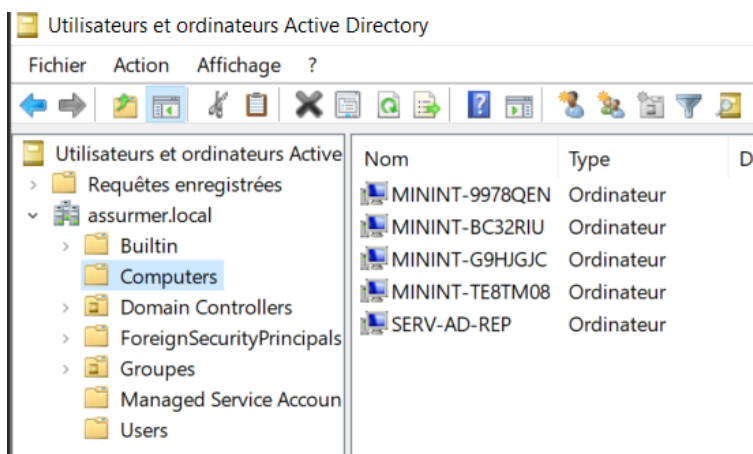 Utilisateurs et ordinateurs Active Directory
Fichier Action Affichage ?
Utilisateurs et ordinateurs Active
Requêtes enregistrées
assurmer.local
Builtin
Computers
Domain Controllers
ForeignSecurityPrincipals
Groupes
Managed Service Accoun
Users
Nom Type D
MININT-9978QEN Ordinateur
MININT-BC32RIU Ordinateur
MININT-G9HJGJC Ordinateur
MININT-TE8TM08 Ordinateur
SERV-AD-REP Ordinateur